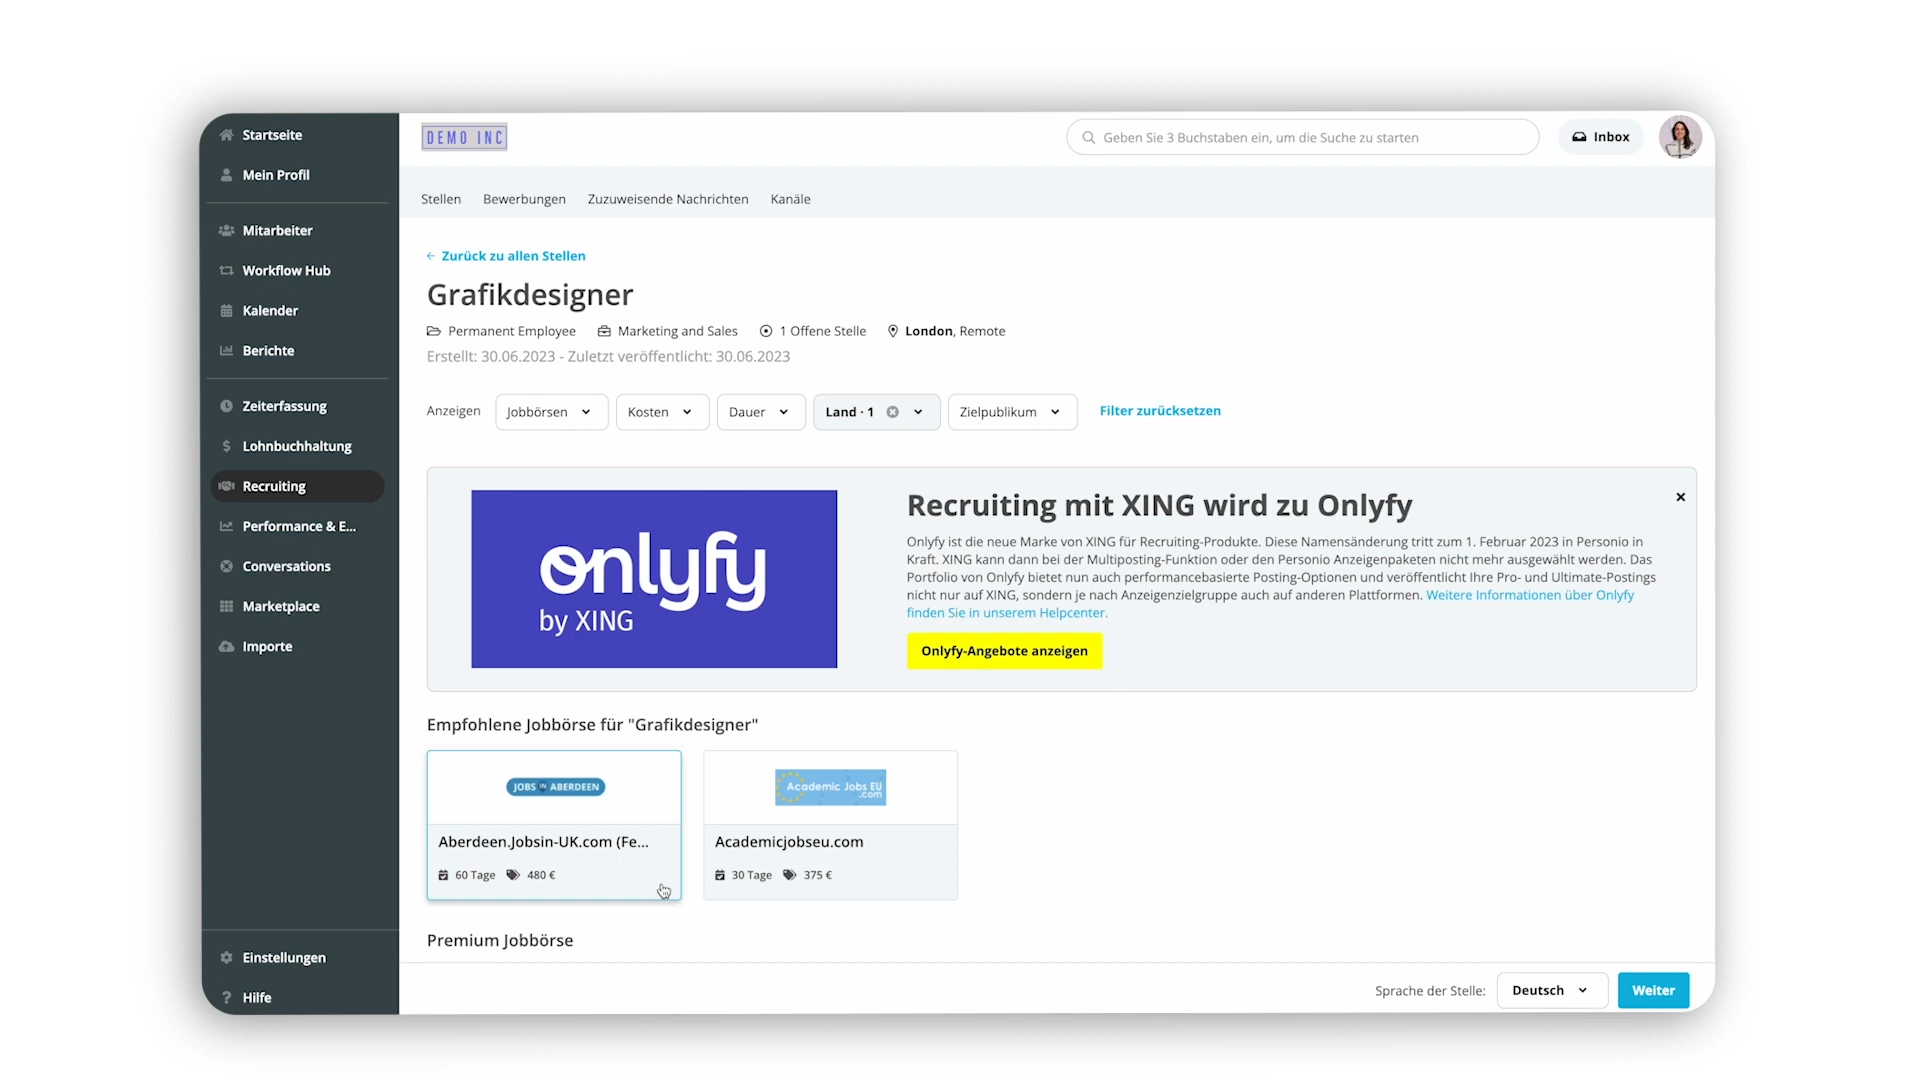 Startseite
Mein Profil
Mitarbeiter
Workflow Hub
Kalender
Berichte
Zeiterfassung
Lohnbuchhaltung
Recruiting
Performance & E...
Conversations
Marketplace
Importe
Einstellungen
Hilfe
DEMO INC
Geben Sie 3 Buchstaben ein, um die Suche zu starten
Inbox
Stellen Bewerbungen Zuzuweisende Nachrichten Kanäle
← Zurück zu allen Stellen
Grafikdesigner
Permanent Employee Marketing and Sales 1 Offene Stelle London, Remote
Erstellt: 30.06.2023 - Zuletzt veröffentlicht: 30.06.2023
Anzeigen Jobbörsen Kosten Dauer Land · 1 Zielpublikum Filter zurücksetzen
onlyfy
by XING
Recruiting mit XING wird zu Onlyfy
Onlyfy ist die neue Marke von XING für Recruiting-Produkte. Diese Namensänderung tritt zum 1. Februar 2023 in Personio in
Kraft. XING kann dann bei der Multiposting-Funktion oder den Personio Anzeigenpaketen nicht mehr ausgewählt werden. Das
Portfolio von Onlyfy bietet nun auch performancebasierte Posting-Optionen und veröffentlicht Ihre Pro- und Ultimate-Postings
nicht nur auf XING, sondern je nach Anzeigenzielgruppe auch auf anderen Plattformen. Weitere Informationen über Onlyfy
finden Sie in unserem Helpcenter.
Onlyfy-Angebote anzeigen
Empfohlene Jobbörse für "Grafikdesigner"
JOBS IN ABERDEEN
Aberdeen.Jobsin-UK.com (Fe...
60 Tage 480 €
Academic Jobs EU
.com
Academicjobseu.com
30 Tage 375 €
Premium Jobbörse
Sprache der Stelle: Deutsch Weiter